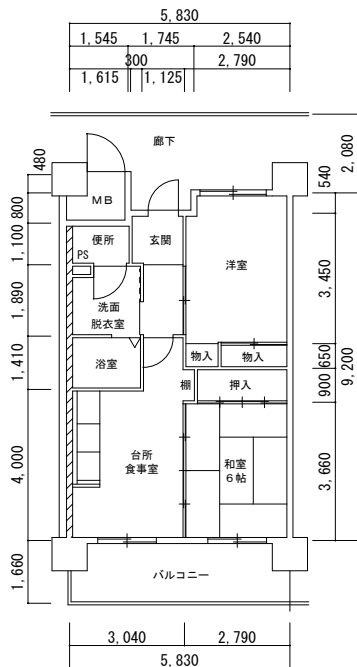 5,830
1,545 1,745 2,540
300
1,615 1,125 2,790
廊下
480
540
2,080
MB
800
便所
玄関
1,100
PS
洋室
3,450
洗面
脱衣室
1,890
浴室
物入
物入
650
1,410
9,200
棚
押入
900
台所
食事室
和室
6帖
4,000
3,660
バルコニー
1,660
3,040 2,790
5,830